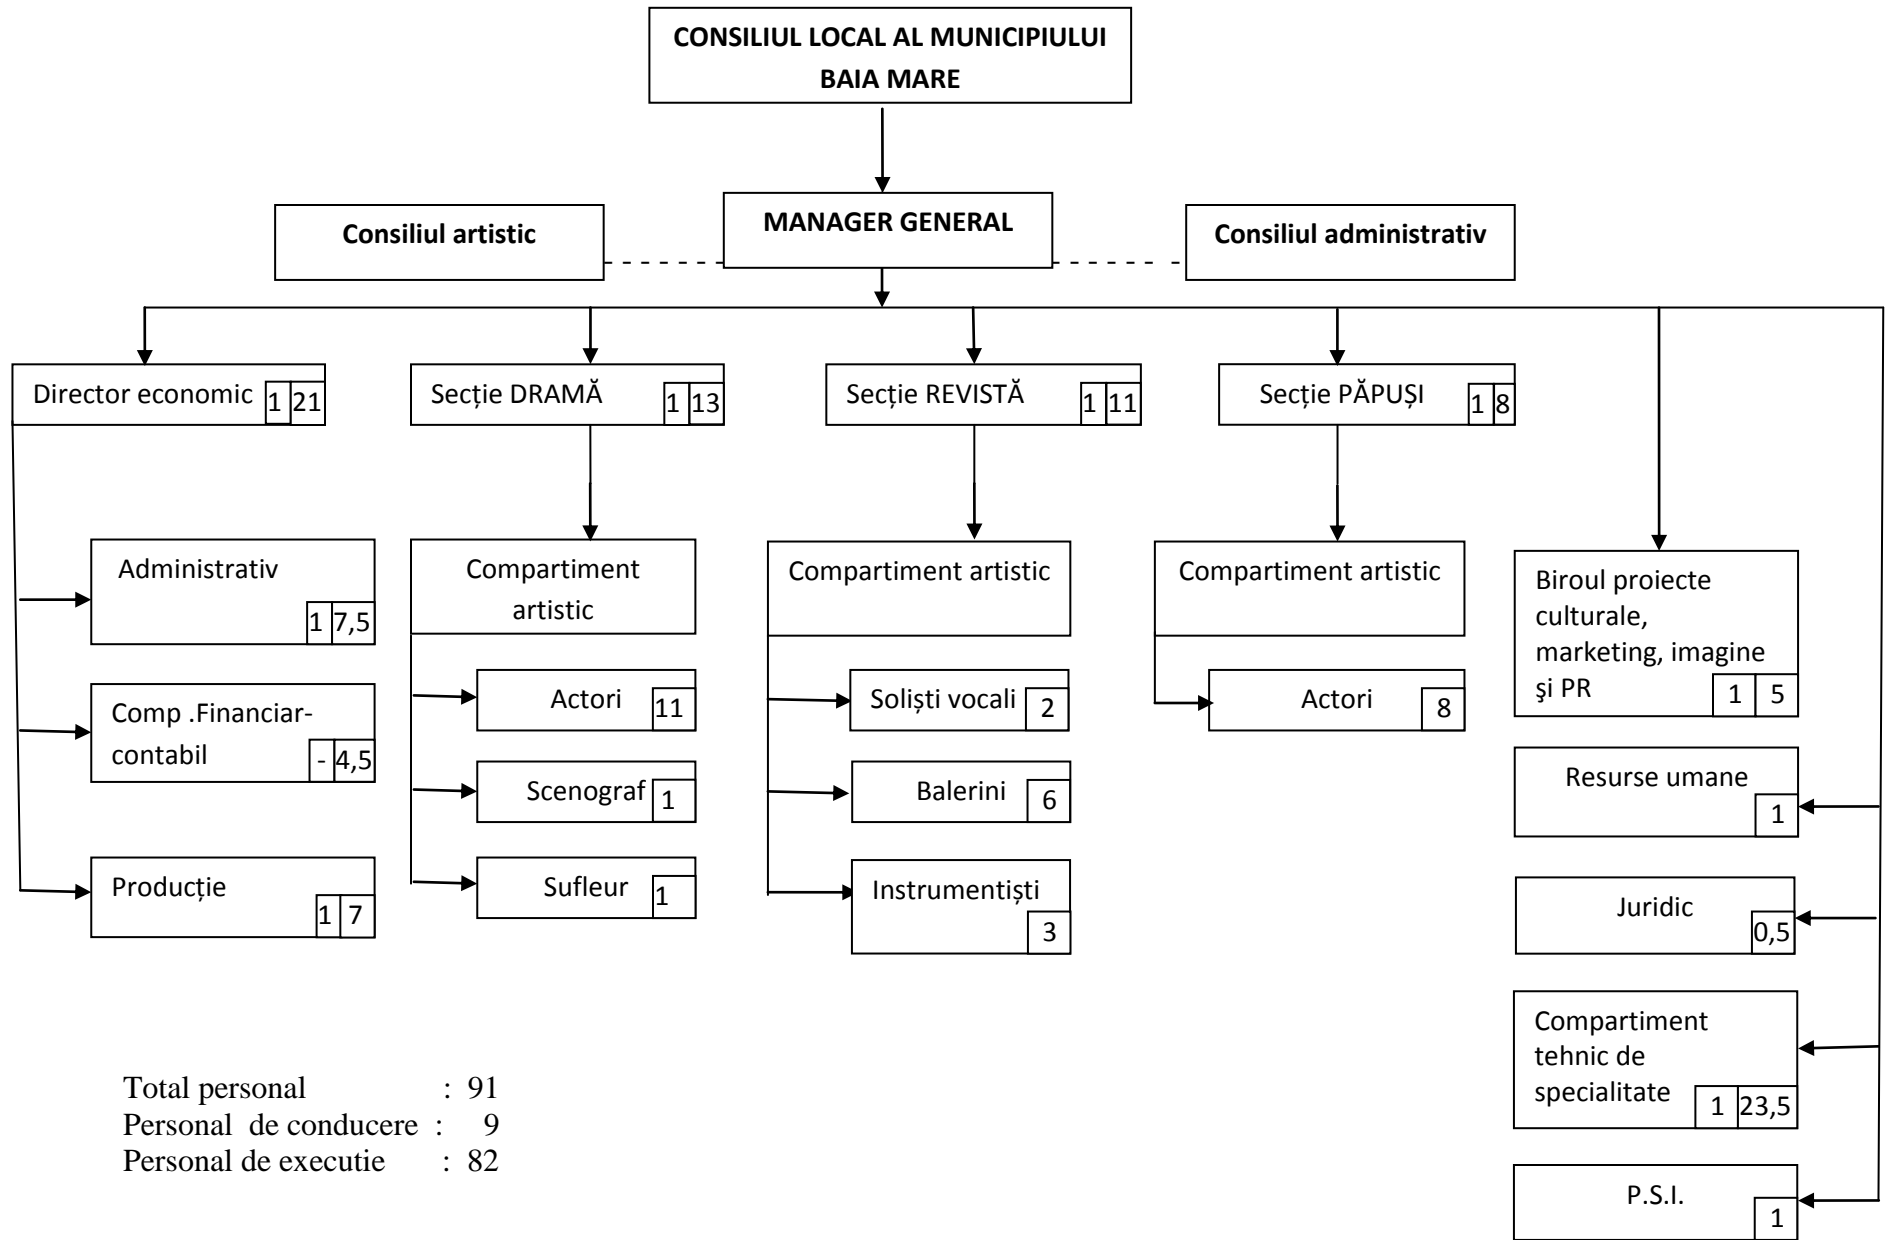 CONSILIUL LOCAL AL MUNICIPIULUI
BAIA MARE
MANAGER GENERAL
Consiliul artistic
Consiliul administrativ
Director economic 1 21
Secție DRAMĂ 1 13
Secție REVISTĂ 1 11
Secție PĂPUȘI 1 8
Administrativ
1 7,5
Comp .Financiar-
contabil
- 4,5
Producție
1 7
Compartiment
artistic
Actori 11
Scenograf 1
Sufleur 1
Compartiment artistic
Soliști vocali 2
Balerini 6
Instrumentiști
3
Compartiment artistic
Actori 8
Biroul proiecte
culturale,
marketing, imagine
şi PR 1 5
Resurse umane
1
Juridic
0,5
Compartiment
tehnic de
specialitate 1 23,5
P.S.I.
1
Total personal : 91
Personal de conducere : 9
Personal de executie : 82